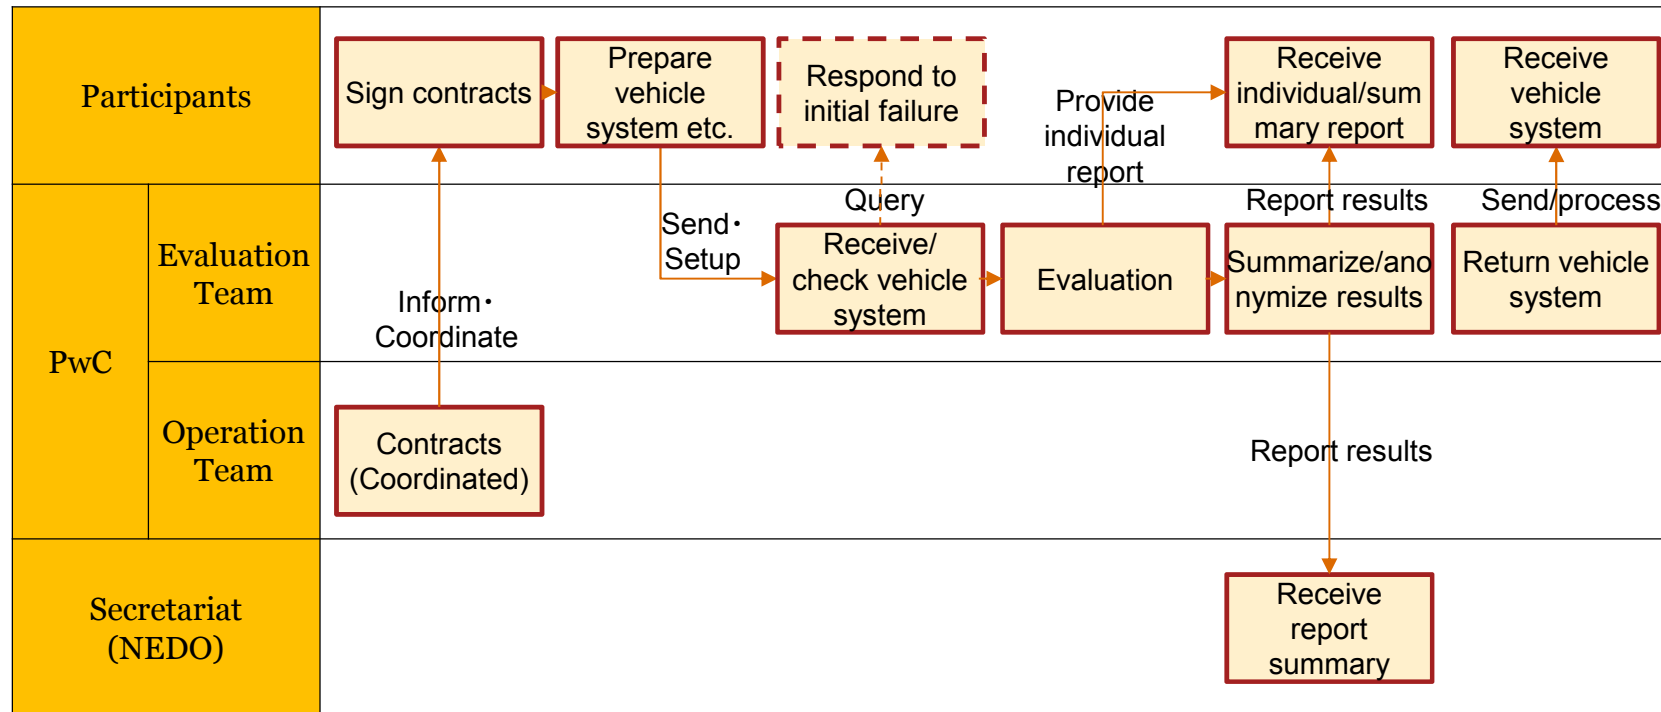 Participants
Sign contracts
Prepare
vehicle
system etc.
Respond to
initial failure
Provide
individual
report
Receive
individual/sum
mary report
Receive
vehicle
system
PwC
Evaluation
Team
Inform・
Coordinate
Send・
Setup
Query
Receive/
check vehicle
system
Evaluation
Report results
Summarize/ano
nymize results
Send/process
Return vehicle
system
Operation
Team
Contracts
(Coordinated)
Report results
Secretariat
(NEDO)
Receive
report
summary